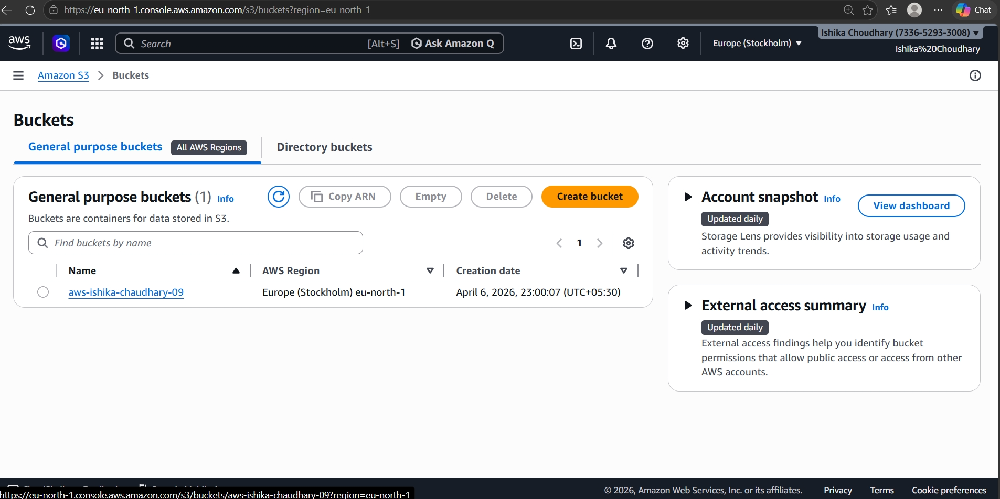 https://eu-north-1.console.aws.amazon.com/s3/buckets?region=eu-north-1
Chat
aws
Search
[Alt+S]
Ask Amazon Q
Europe (Stockholm) ▼
Ishika Choudhary (7336-5293-3008) ▼
Ishika%20Choudhary
Amazon S3 > Buckets
Buckets
General purpose buckets All AWS Regions
Directory buckets
General purpose buckets (1) Info
Copy ARN
Empty
Delete
Create bucket
Buckets are containers for data stored in S3.
Find buckets by name
1
Name
AWS Region
Creation date
aws-ishika-chaudhary-09
Europe (Stockholm) eu-north-1
April 6, 2026, 23:00:07 (UTC+05:30)
Account snapshot Info
View dashboard
Updated daily
Storage Lens provides visibility into storage usage and
activity trends.
External access summary Info
Updated daily
External access findings help you identify bucket
permissions that allow public access or access from other
AWS accounts.
https://eu-north-1.console.aws.amazon.com/s3/buckets/aws-ishika-chaudhary-09?region=eu-north-1
© 2026, Amazon Web Services, Inc. or its affiliates.
Privacy
Terms
Cookie preferences